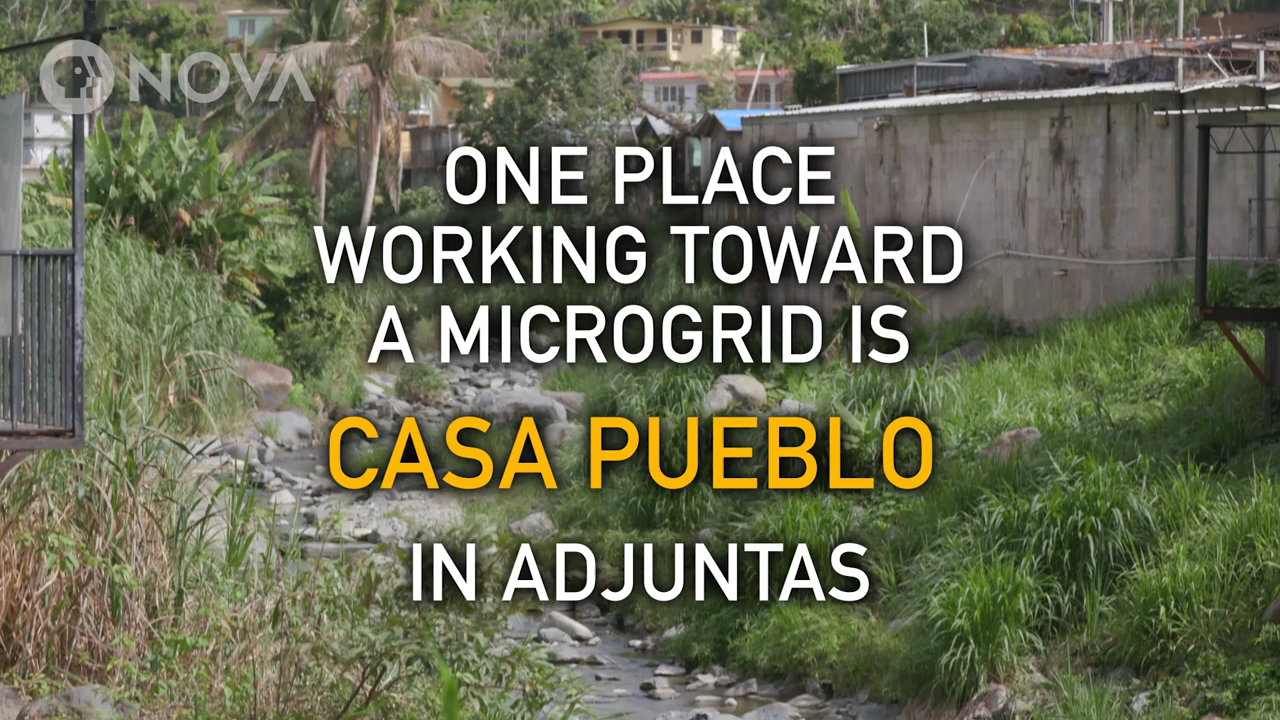 NOVA
ONE PLACE
WORKING TOWARD
A MICROGRID IS
CASA PUEBLO
IN ADJUNTAS